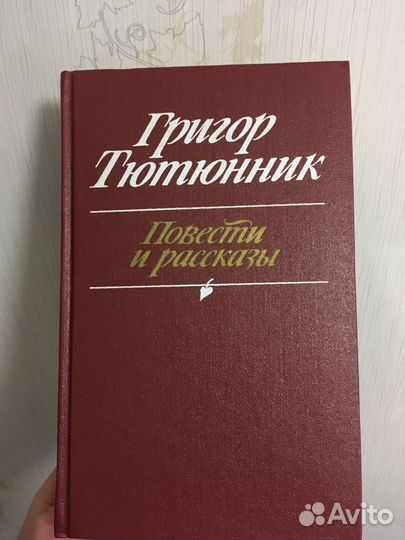 Григор
Тютюнник
Повести
и рассказы
Avito